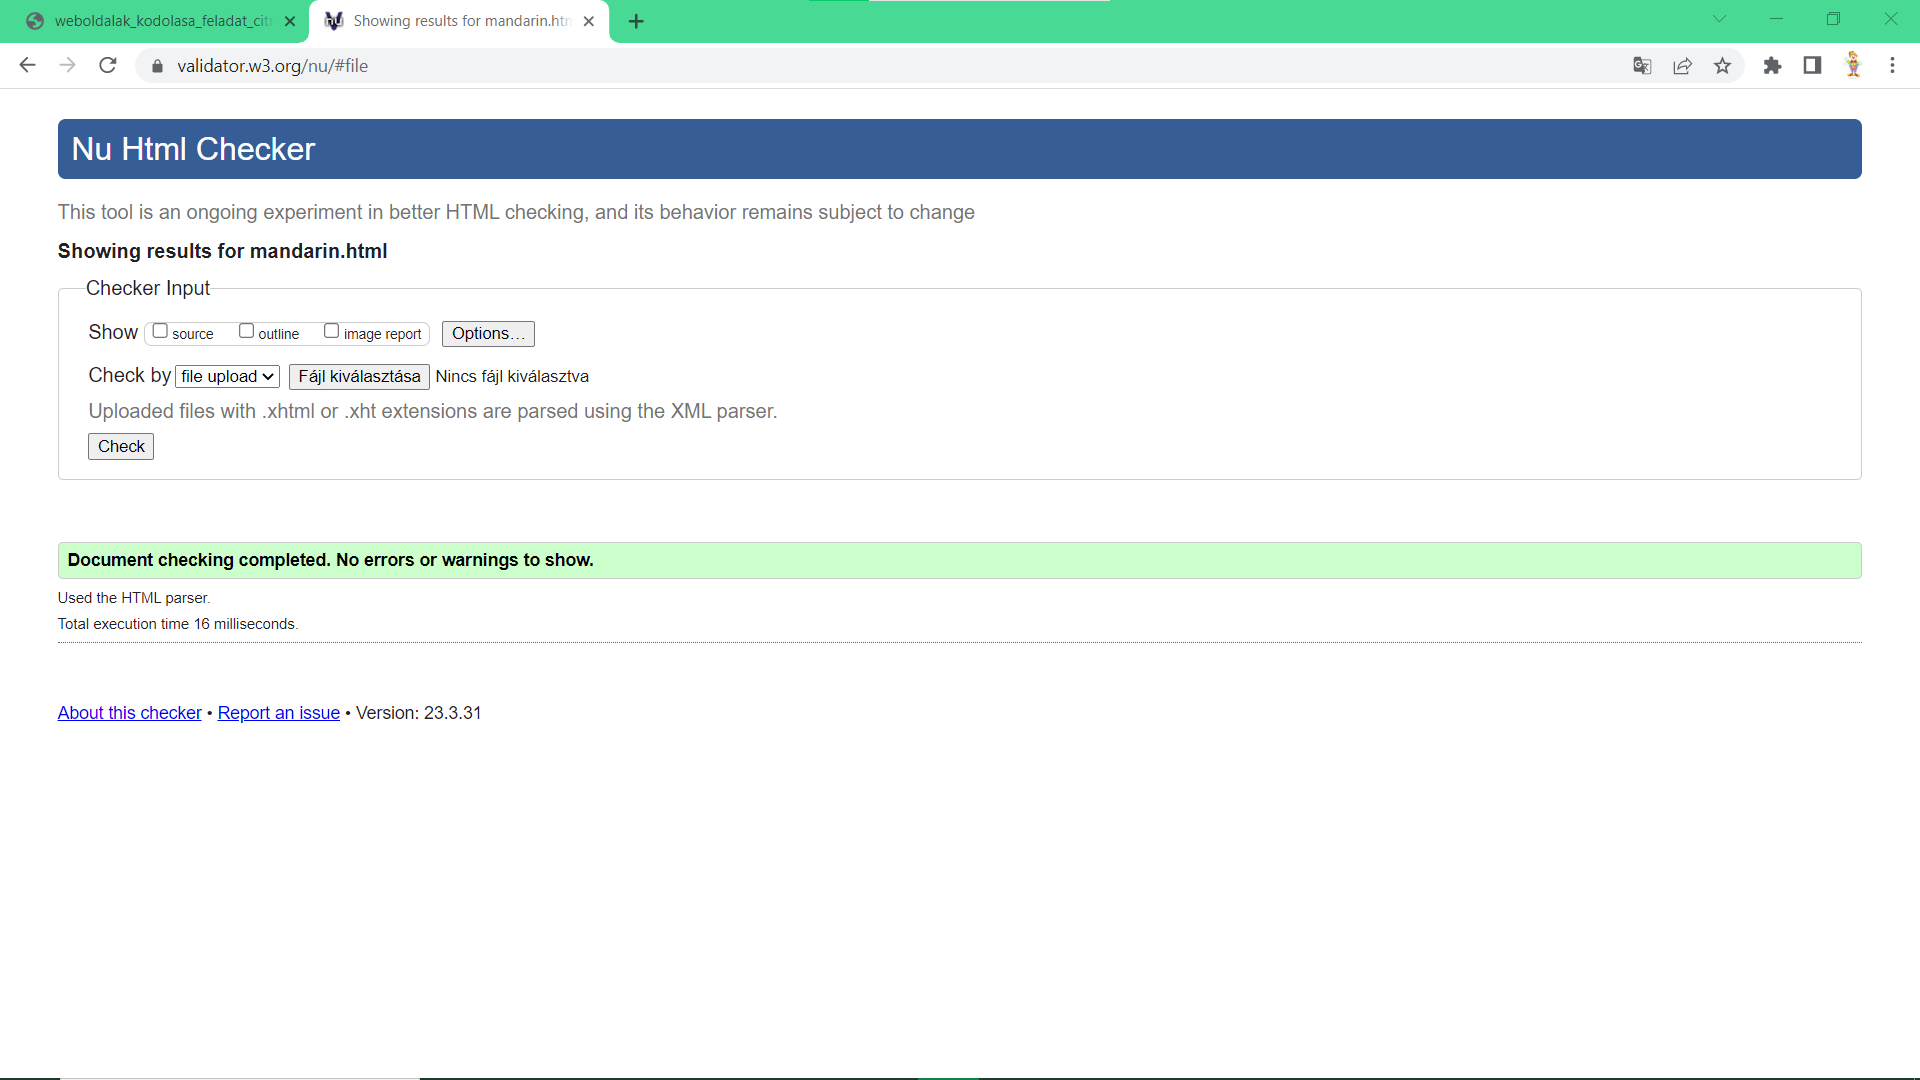 weboldalak_kodolasa_feladat_cit
Showing results for mandarin.htm
validator.w3.org/nu/#file
Nu Html Checker
This tool is an ongoing experiment in better HTML checking, and its behavior remains subject to change
Showing results for mandarin.html
Checker Input
Show source outline image report Options…
Check by file upload Fájl kiválasztása Nincs fájl kiválasztva
Uploaded files with .xhtml or .xht extensions are parsed using the XML parser.
Check
Document checking completed. No errors or warnings to show.
Used the HTML parser.
Total execution time 16 milliseconds.
About this checker • Report an issue • Version: 23.3.31